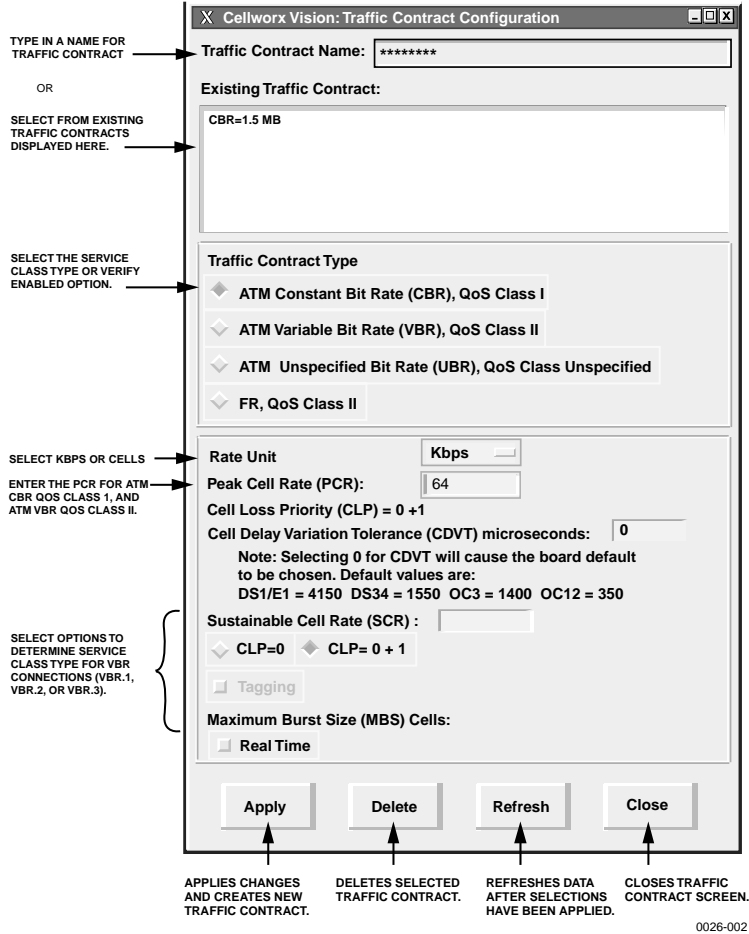 X Cellworx Vision: Traffic Contract Configuration
TYPE IN A NAME FOR
TRAFFIC CONTRACT
Traffic Contract Name: ********
OR
Existing Traffic Contract:
SELECT FROM EXISTING
TRAFFIC CONTRACTS
DISPLAYED HERE.
CBR=1.5 MB
SELECT THE SERVICE
CLASS TYPE OR VERIFY
ENABLED OPTION.
Traffic Contract Type
ATM Constant Bit Rate (CBR), QoS Class I
ATM Variable Bit Rate (VBR), QoS Class II
ATM Unspecified Bit Rate (UBR), QoS Class Unspecified
FR, QoS Class II
SELECT KBPS OR CELLS
Rate Unit Kbps
ENTER THE PCR FOR ATM
CBR QOS CLASS 1, AND
ATM VBR QOS CLASS II.
Peak Cell Rate (PCR): 64
Cell Loss Priority (CLP) = 0 +1
Cell Delay Variation Tolerance (CDVT) microseconds: 0
Note: Selecting 0 for CDVT will cause the board default
to be chosen. Default values are:
DS1/E1 = 4150 DS34 = 1550 OC3 = 1400 OC12 = 350
SELECT OPTIONS TO
DETERMINE SERVICE
CLASS TYPE FOR VBR
CONNECTIONS (VBR.1,
VBR.2, OR VBR.3).
Sustainable Cell Rate (SCR) :
CLP=0 CLP= 0 + 1
Tagging
Maximum Burst Size (MBS) Cells:
Real Time
Apply Delete Refresh Close
APPLIES CHANGES
AND CREATES NEW
TRAFFIC CONTRACT.
DELETES SELECTED
TRAFFIC CONTRACT.
REFRESHES DATA
AFTER SELECTIONS
HAVE BEEN APPLIED.
CLOSES TRAFFIC
CONTRACT SCREEN.
0026-002